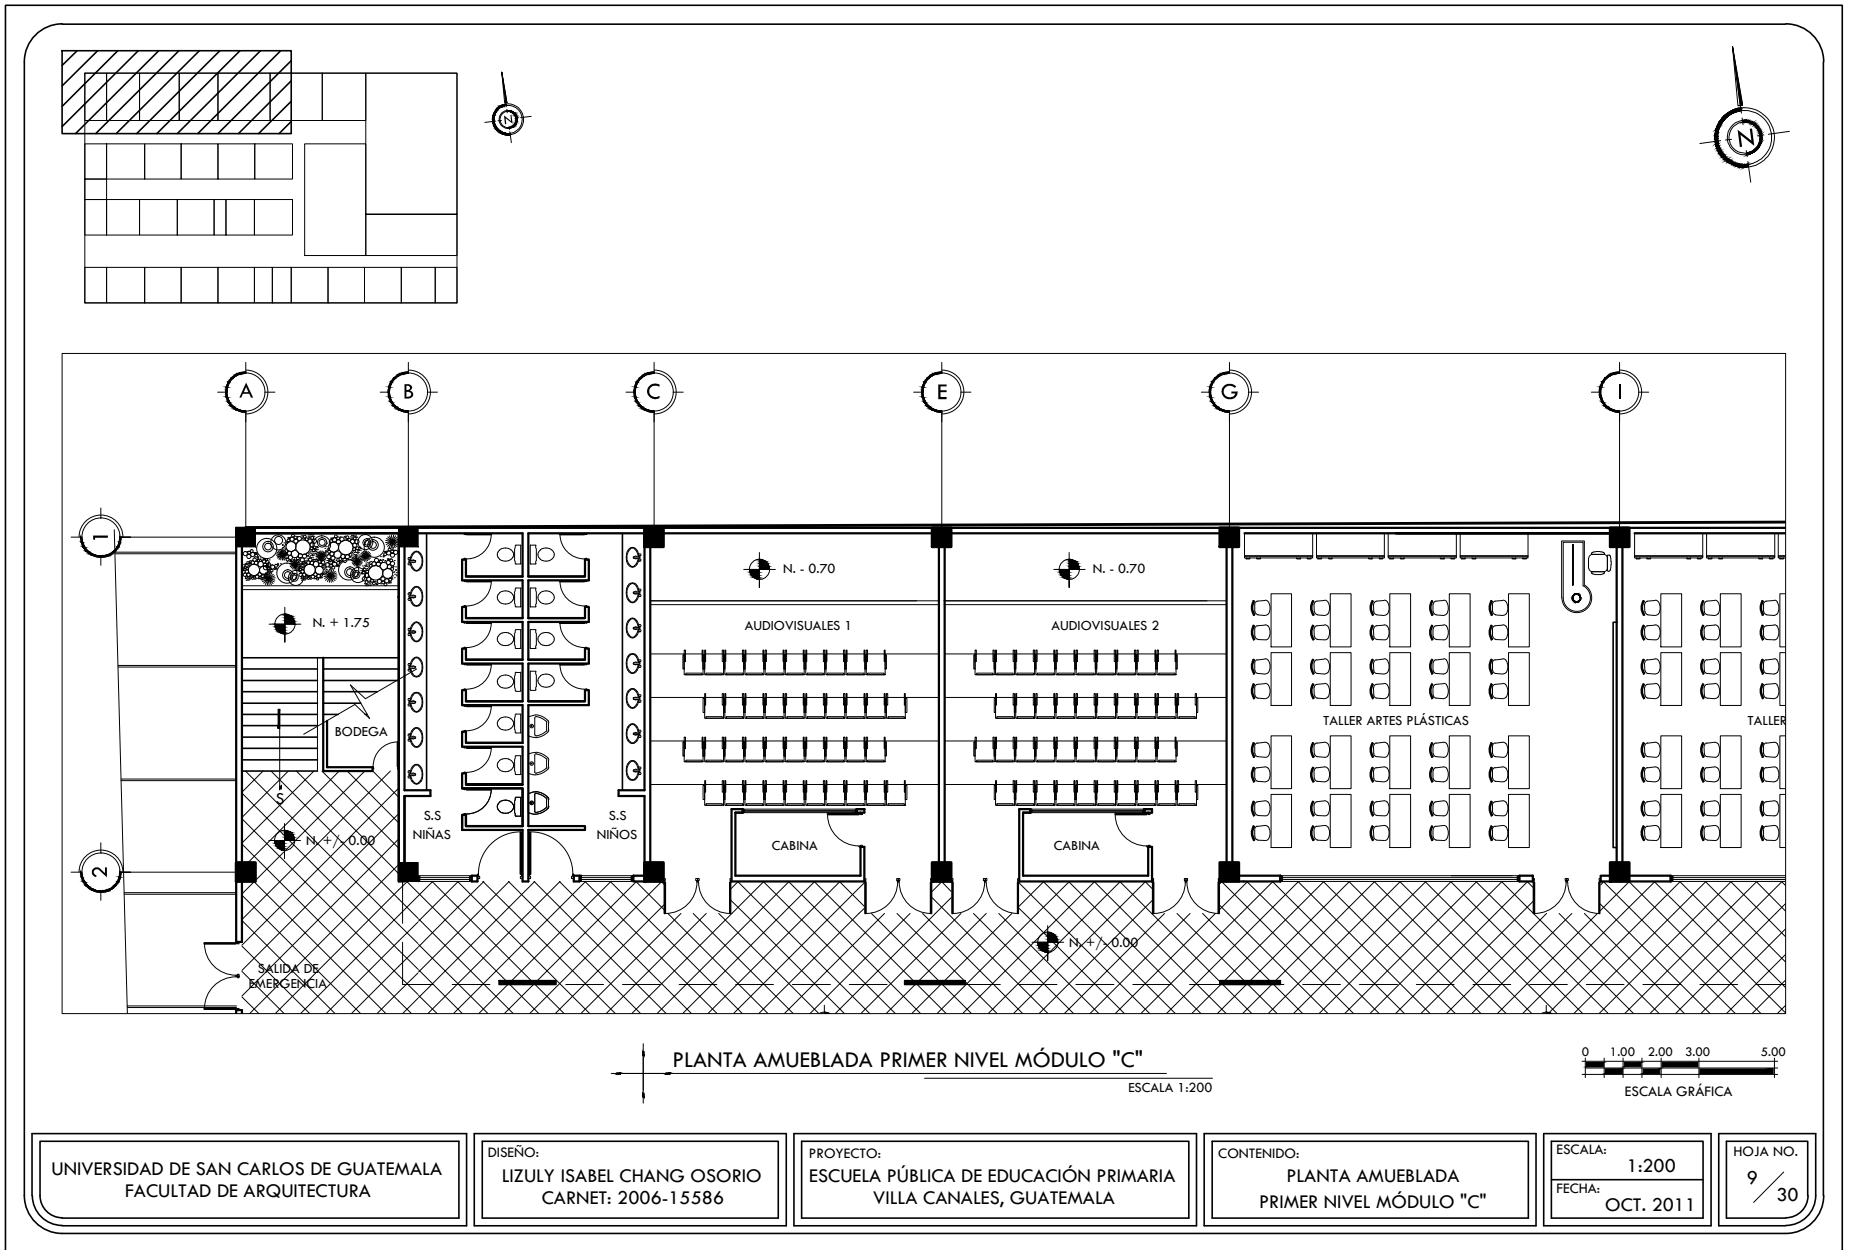 N
N
A
B
C
E
G
I
1
N. - 0.70
N. - 0.70
N. + 1.75
AUDIOVISUALES 1
AUDIOVISUALES 2
TALLER ARTES PLÁSTICAS
TALLER
BODEGA
S
S.S
NIÑAS
S.S
NIÑOS
N. +/- 0.00
CABINA
CABINA
2
N. +/- 0.00
SALIDA DE
EMERGENCIA
PLANTA AMUEBLADA PRIMER NIVEL MÓDULO "C"
ESCALA 1:200
0 1.00 2.00 3.00 5.00
ESCALA GRÁFICA
UNIVERSIDAD DE SAN CARLOS DE GUATEMALA
FACULTAD DE ARQUITECTURA
DISEÑO:
LIZULY ISABEL CHANG OSORIO
CARNET: 2006-15586
PROYECTO:
ESCUELA PÚBLICA DE EDUCACIÓN PRIMARIA
VILLA CANALES, GUATEMALA
CONTENIDO:
PLANTA AMUEBLADA
PRIMER NIVEL MÓDULO "C"
ESCALA:
1:200
FECHA:
OCT. 2011
HOJA NO.
9/30